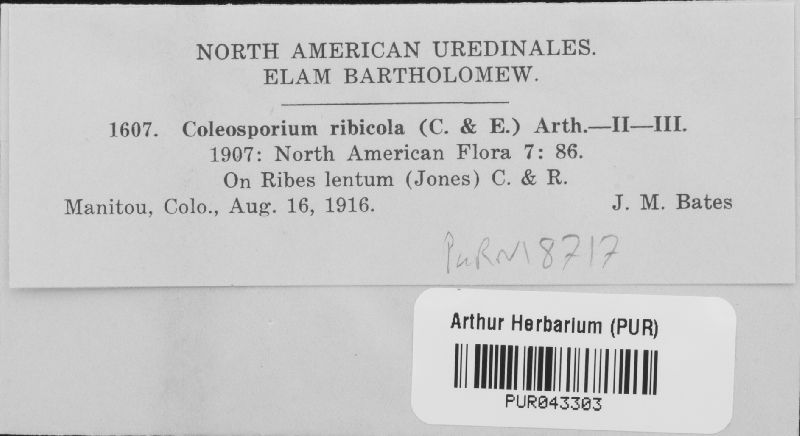 NORTH AMERICAN UREDINALES.
ELAM BARTHOLOMEW.
1607. Coleosporium ribicola (C. & E.) Arth.—II—III.
1907: North American Flora 7: 86.
On Ribes lentum (Jones) C. & R.
Manitou, Colo., Aug. 16, 1916. J. M. Bates
PURN18717
Arthur Herbarium (PUR)
PUR043303